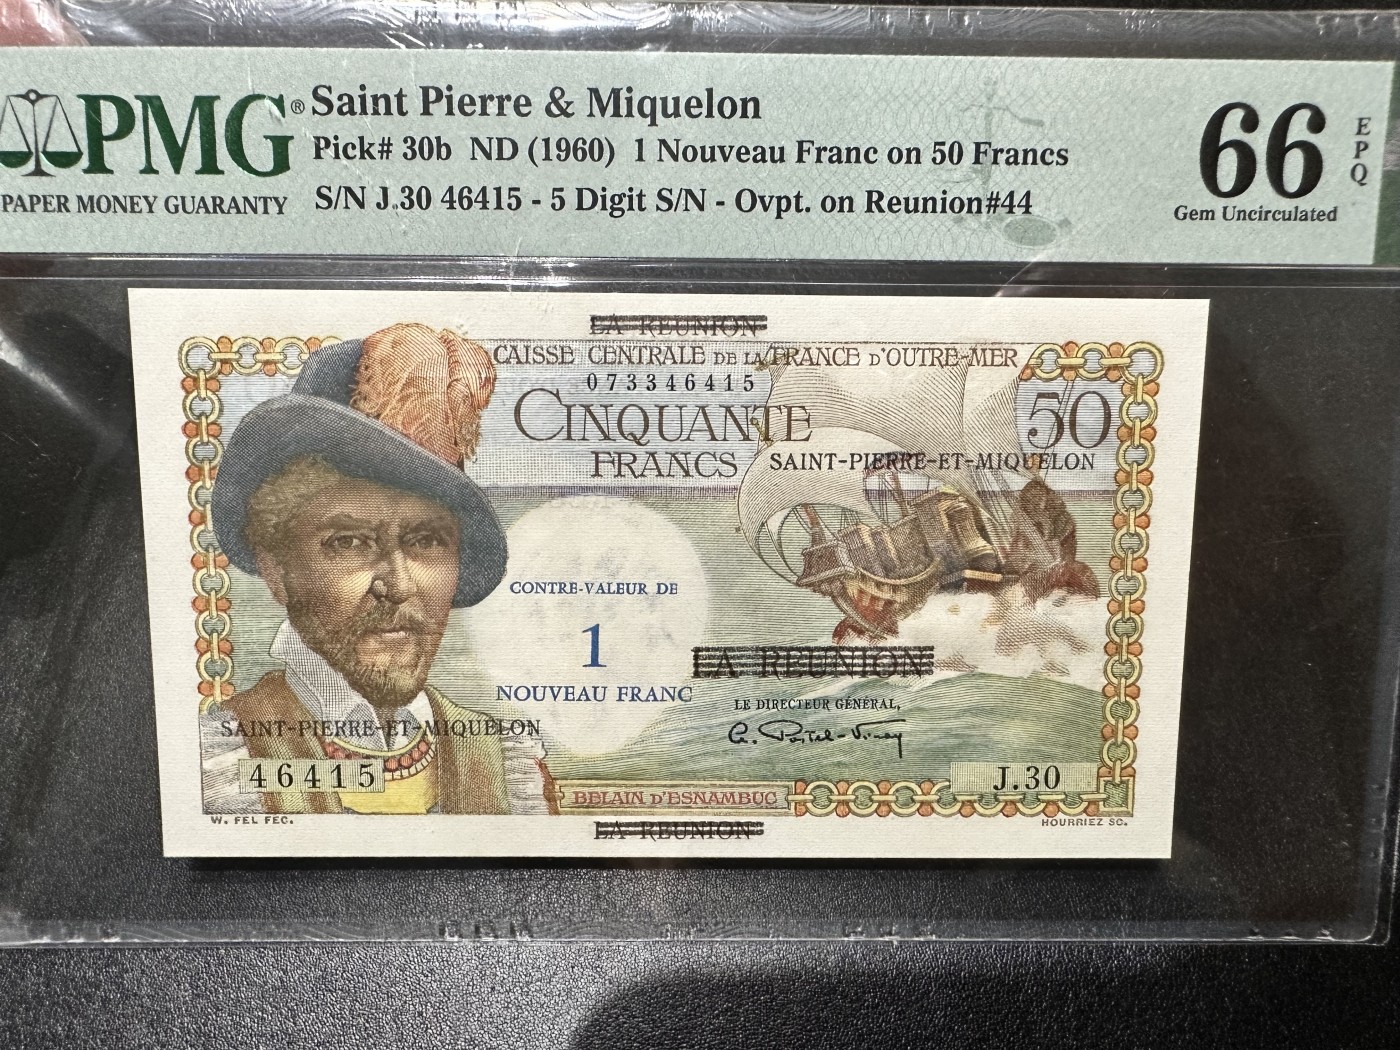 PMG®
PAPER MONEY GUARANTY
Saint Pierre & Miquelon
Pick# 30b ND (1960) 1 Nouveau Franc on 50 Francs
S/N J.30 46415 - 5 Digit S/N - Ovpt. on Reunion#44
66
EPQ
Gem Uncirculated
LA REUNION
CAISSE CENTRALE DE LA FRANCE D'OUTRE-MER
073346415
CINQUANTE
50
FRANCS
SAINT-PIERRE-ET-MIQUELON
CONTRE-VALEUR DE
1
NOUVEAU FRANC
LA REUNION
LE DIRECTEUR GÉNÉRAL,
SAINT-PIERRE-ET-MIQUELON
46415
J.30
BELAIN D'ESNAMBUC
W. FEL FEC.
HOURRIEZ SC.
LA REUNION